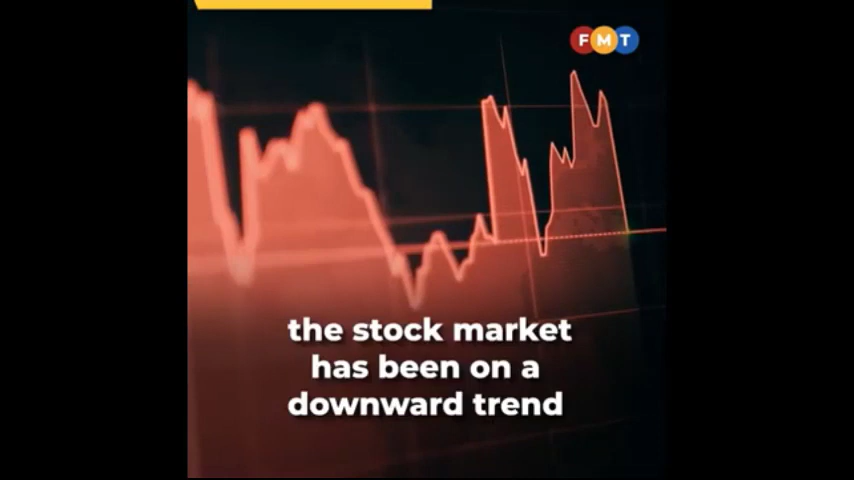 FMT
the stock market
has been on a
downward trend